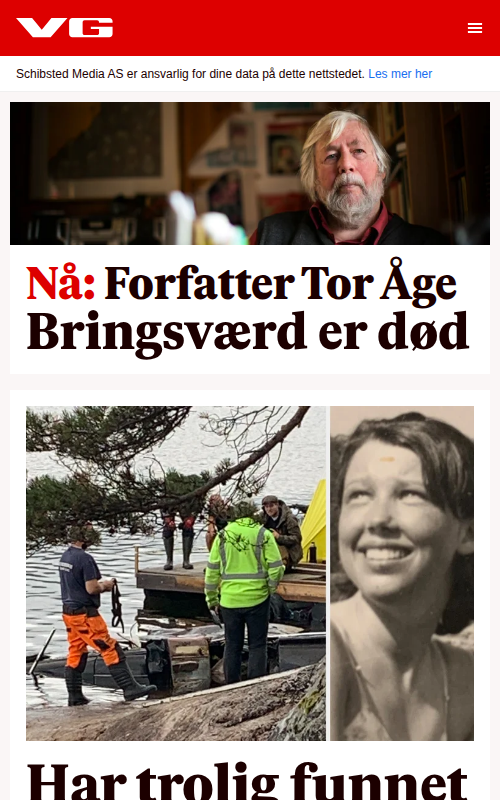 VG
Schibsted Media AS er ansvarlig for dine data på dette nettstedet. Les mer her
Nå: Forfatter Tor Åge
Bringsværd er død
Har trolig funnet